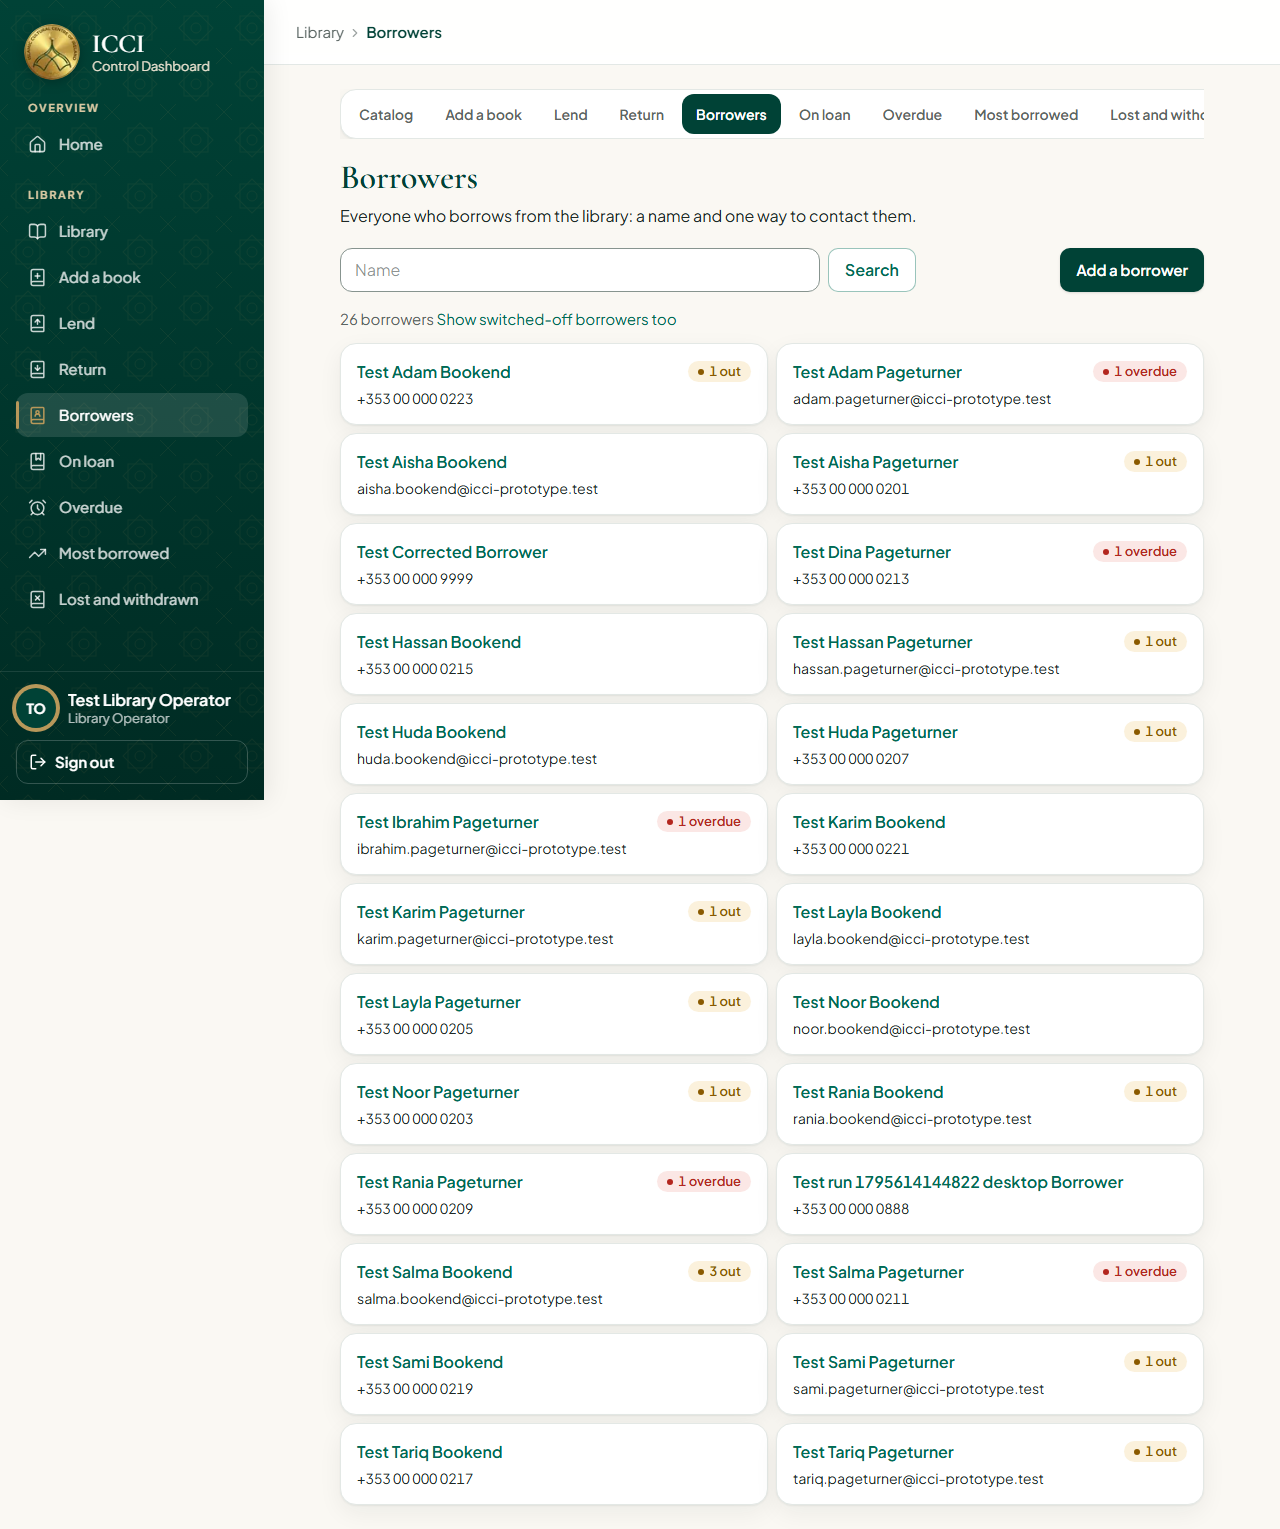 ICCI
Control Dashboard
OVERVIEW
Home
LIBRARY
Library
Add a book
Lend
Return
Borrowers
On loan
Overdue
Most borrowed
Lost and withdrawn
TO
Test Library Operator
Library Operator
Sign out
Library > Borrowers
Catalog Add a book Lend Return Borrowers On loan Overdue Most borrowed Lost and withd
Borrowers
Everyone who borrows from the library: a name and one way to contact them.
Name Search Add a borrower
26 borrowers Show switched-off borrowers too
Test Adam Bookend 1 out
+353 00 000 0223
Test Adam Pageturner 1 overdue
adam.pageturner@icci-prototype.test
Test Aisha Bookend
aisha.bookend@icci-prototype.test
Test Aisha Pageturner 1 out
+353 00 000 0201
Test Corrected Borrower
+353 00 000 9999
Test Dina Pageturner 1 overdue
+353 00 000 0213
Test Hassan Bookend
+353 00 000 0215
Test Hassan Pageturner 1 out
hassan.pageturner@icci-prototype.test
Test Huda Bookend
huda.bookend@icci-prototype.test
Test Huda Pageturner 1 out
+353 00 000 0207
Test Ibrahim Pageturner 1 overdue
ibrahim.pageturner@icci-prototype.test
Test Karim Bookend
+353 00 000 0221
Test Karim Pageturner 1 out
karim.pageturner@icci-prototype.test
Test Layla Bookend
layla.bookend@icci-prototype.test
Test Layla Pageturner 1 out
+353 00 000 0205
Test Noor Bookend
noor.bookend@icci-prototype.test
Test Noor Pageturner 1 out
+353 00 000 0203
Test Rania Bookend 1 out
rania.bookend@icci-prototype.test
Test Rania Pageturner 1 overdue
+353 00 000 0209
Test run 1795614144822 desktop Borrower
+353 00 000 0888
Test Salma Bookend 3 out
salma.bookend@icci-prototype.test
Test Salma Pageturner 1 overdue
+353 00 000 0211
Test Sami Bookend
+353 00 000 0219
Test Sami Pageturner 1 out
sami.pageturner@icci-prototype.test
Test Tariq Bookend
+353 00 000 0217
Test Tariq Pageturner 1 out
tariq.pageturner@icci-prototype.test